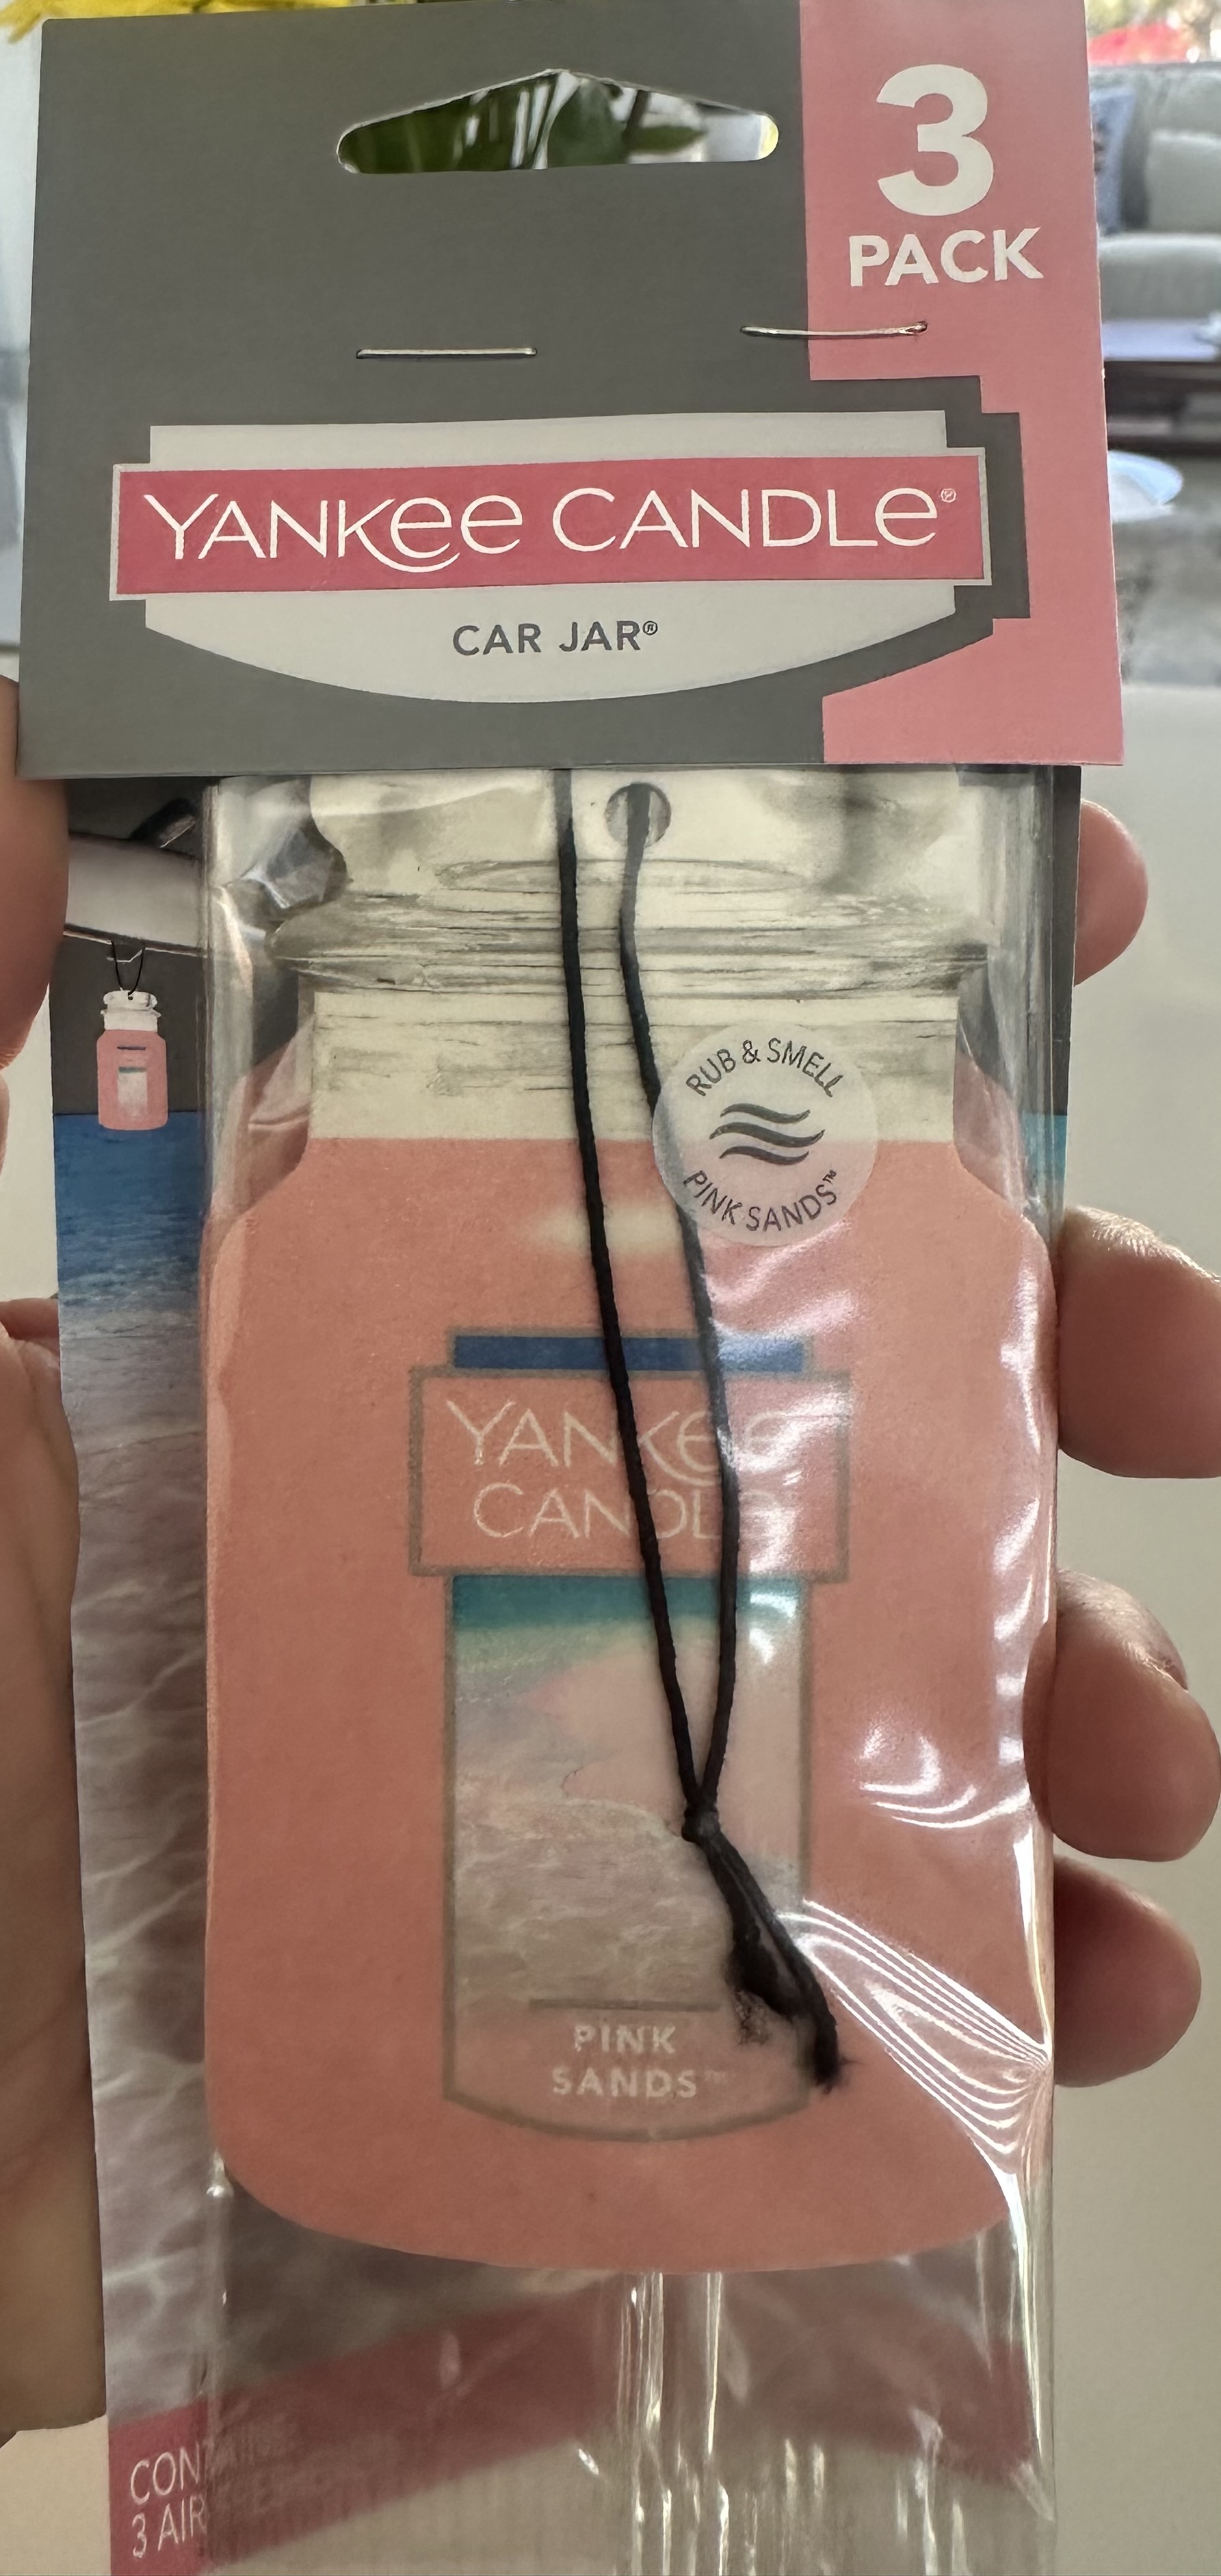 3
PACK
YANKEE CANDLE®
CAR JAR®
RUB & SMELL
PINK SANDS™
YANKEE
CANDLE
PINK
SANDS™
CON
3 AIR